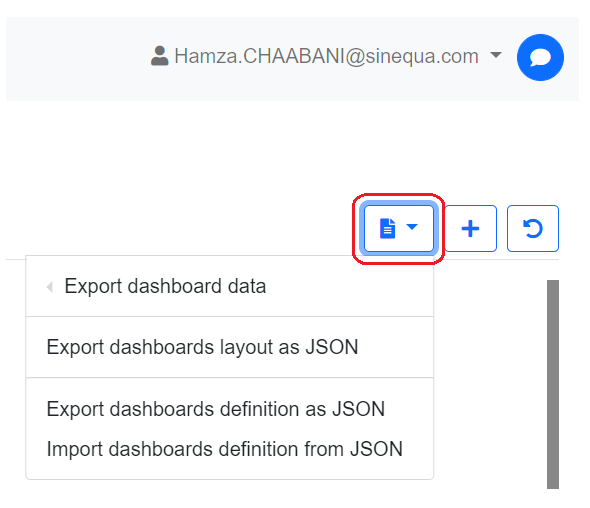 Hamza.CHAABANI@sinequa.com
Export dashboard data
Export dashboards layout as JSON
Export dashboards definition as JSON
Import dashboards definition from JSON